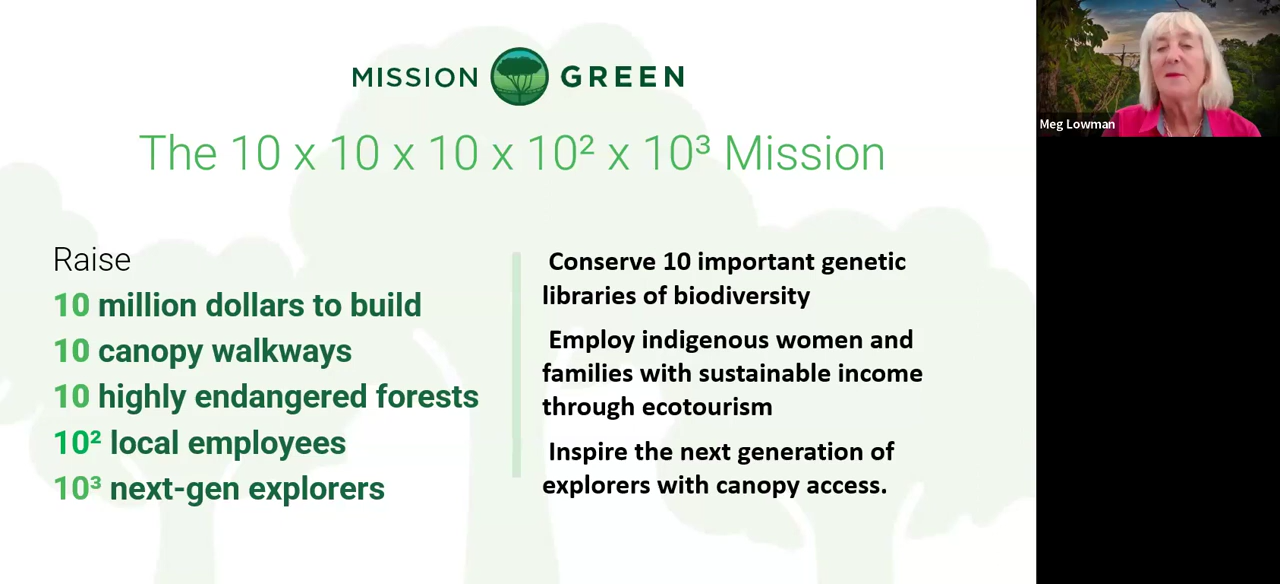 MISSION GREEN
The 10 x 10 x 10 x 10² x 10³ Mission
Raise
10 million dollars to build
10 canopy walkways
10 highly endangered forests
10² local employees
10³ next-gen explorers
Conserve 10 important genetic
libraries of biodiversity
Employ indigenous women and
families with sustainable income
through ecotourism
Inspire the next generation of
explorers with canopy access.
Meg Lowman